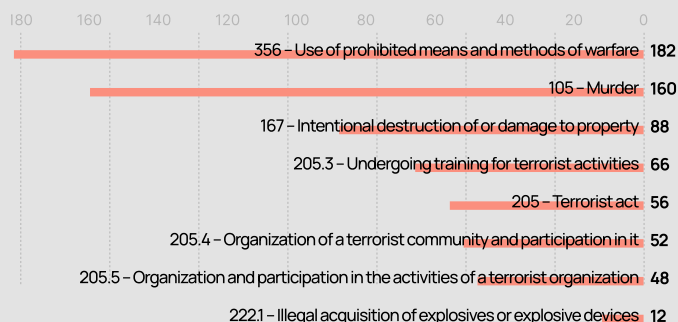 180 160 140 120 100 80 60 40 20 0
356 – Use of prohibited means and methods of warfare 182
105 – Murder 160
167 – Intentional destruction of or damage to property 88
205.3 – Undergoing training for terrorist activities 66
205 – Terrorist act 56
205.4 – Organization of a terrorist community and participation in it 52
205.5 – Organization and participation in the activities of a terrorist organization 48
222.1 – Illegal acquisition of explosives or explosive devices 12